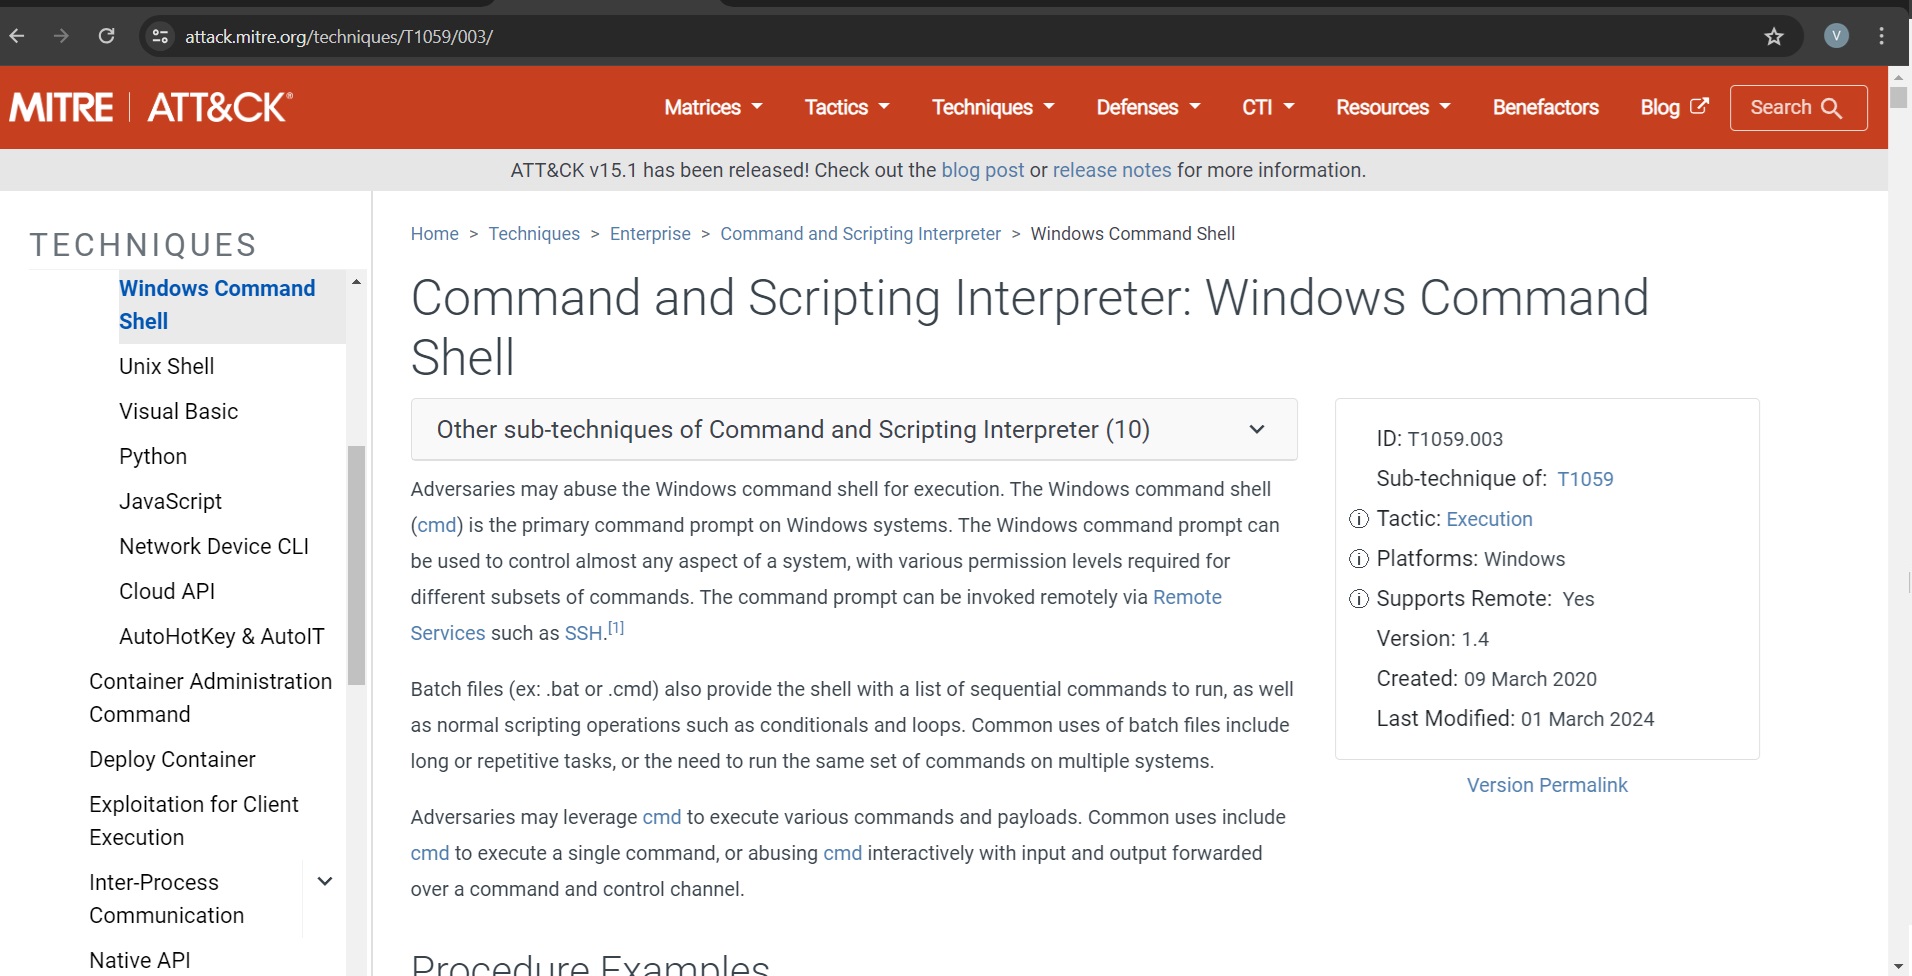 attack.mitre.org/techniques/T1059/003/
V
MITRE | ATT&CK®
Matrices
Tactics
Techniques
Defenses
CTI
Resources
Benefactors
Blog
Search
ATT&CK v15.1 has been released! Check out the blog post or release notes for more information.
TECHNIQUES
Windows Command
Shell
Unix Shell
Visual Basic
Python
JavaScript
Network Device CLI
Cloud API
AutoHotKey & AutoIT
Container Administration
Command
Deploy Container
Exploitation for Client
Execution
Inter-Process
Communication
Native API
Home > Techniques > Enterprise > Command and Scripting Interpreter > Windows Command Shell
Command and Scripting Interpreter: Windows Command
Shell
Other sub-techniques of Command and Scripting Interpreter (10)
Adversaries may abuse the Windows command shell for execution. The Windows command shell
(cmd) is the primary command prompt on Windows systems. The Windows command prompt can
be used to control almost any aspect of a system, with various permission levels required for
different subsets of commands. The command prompt can be invoked remotely via Remote
Services such as SSH.[1]
Batch files (ex: .bat or .cmd) also provide the shell with a list of sequential commands to run, as well
as normal scripting operations such as conditionals and loops. Common uses of batch files include
long or repetitive tasks, or the need to run the same set of commands on multiple systems.
Adversaries may leverage cmd to execute various commands and payloads. Common uses include
cmd to execute a single command, or abusing cmd interactively with input and output forwarded
over a command and control channel.
Procedure Examples
ID: T1059.003
Sub-technique of: T1059
Tactic: Execution
Platforms: Windows
Supports Remote: Yes
Version: 1.4
Created: 09 March 2020
Last Modified: 01 March 2024
Version Permalink